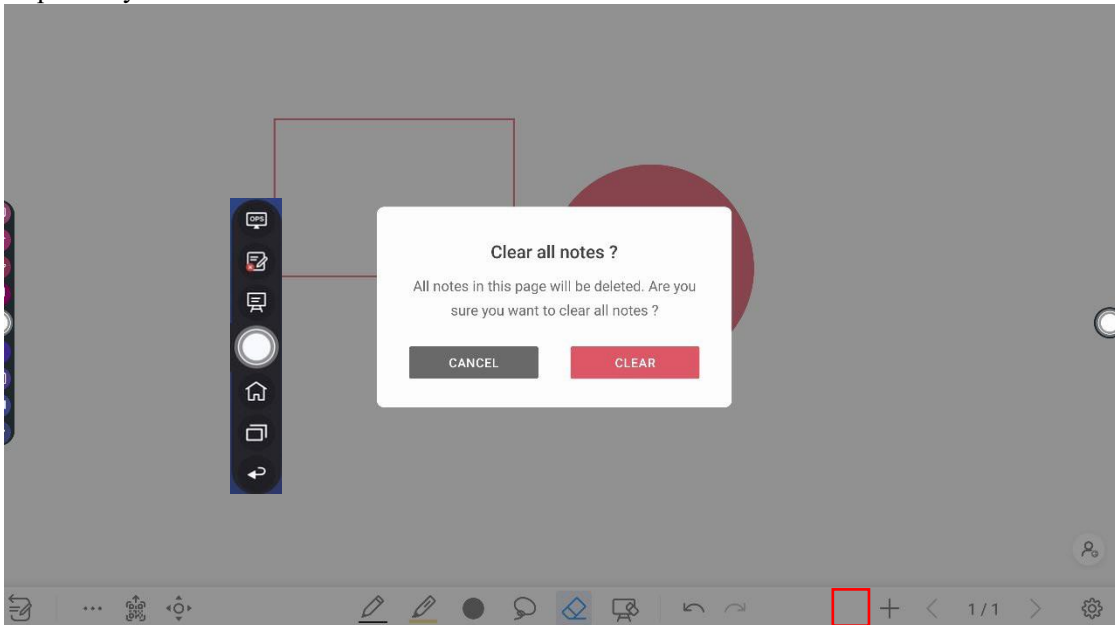 OPS
Clear all notes ?
All notes in this page will be deleted. Are you
sure you want to clear all notes ?
CANCEL
CLEAR
1/1